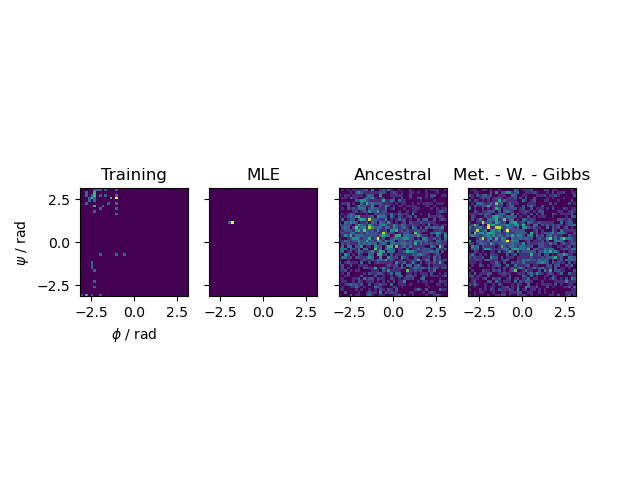 Training MLE Ancestral Met. - W. - Gibbs
ψ / rad
2.5
0.0
−2.5
−2.5 0.0 2.5 −2.5 0.0 2.5 −2.5 0.0 2.5 −2.5 0.0 2.5
ϕ / rad